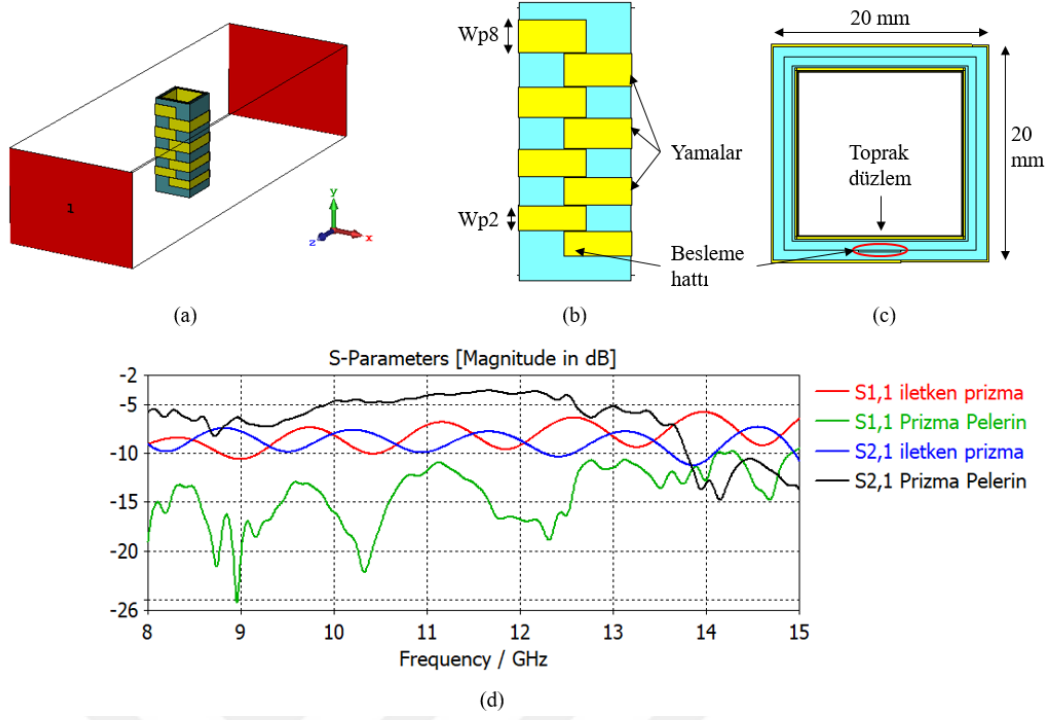 1
y
z
x
(a)
Wp8
Yamalar
Wp2
Besleme
hattı
(b)
20 mm
20
mm
Toprak
düzlem
(c)
S-Parameters [Magnitude in dB]
-2
-5
-10
-15
-20
-26
8
9
10
11
12
13
14
15
Frequency / GHz
S1,1 iletken prizma
S1,1 Prizma Pelerin
S2,1 iletken prizma
S2,1 Prizma Pelerin
(d)